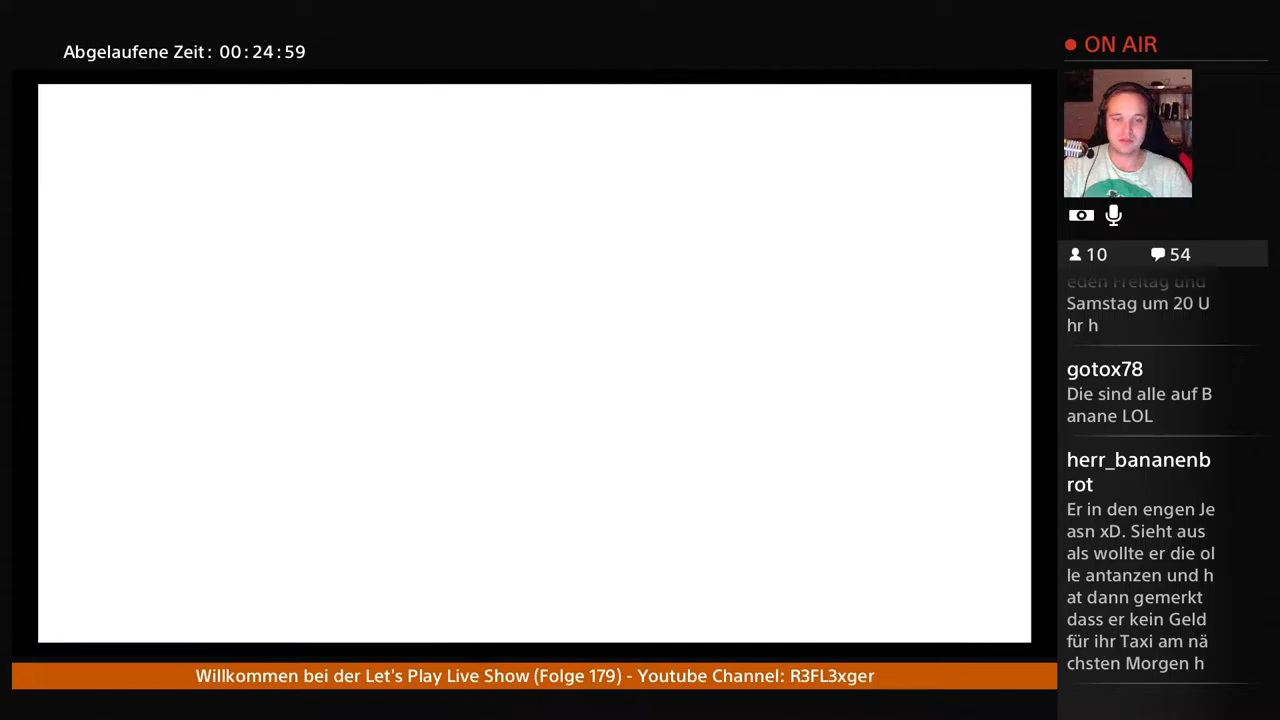 Abgelaufene Zeit: 00:24:59
ON AIR
10 54
eden Freitag und
Samstag um 20 U
hr h
gotox78
Die sind alle auf B
anane LOL
herr_bananenb
rot
Er in den engen Je
asn xD. Sieht aus
als wollte er die ol
le antanzen und h
at dann gemerkt
dass er kein Geld
für ihr Taxi am nä
chsten Morgen h
Willkommen bei der Let's Play Live Show (Folge 179) - Youtube Channel: R3FL3xger